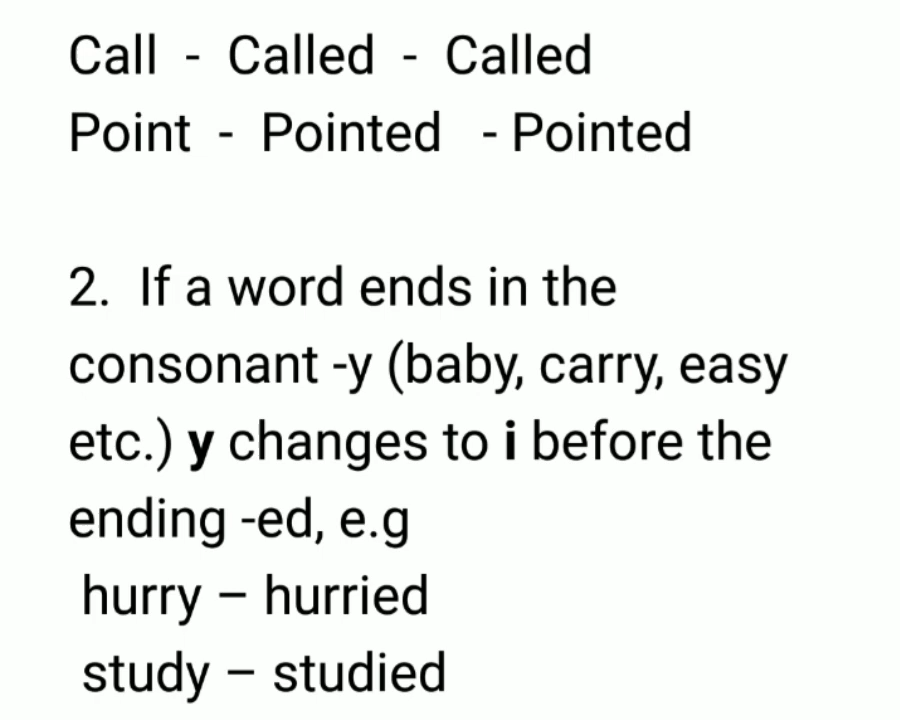 Call - Called - Called
Point - Pointed - Pointed
2. If a word ends in the
consonant -y (baby, carry, easy
etc.) y changes to i before the
ending -ed, e.g
hurry – hurried
study – studied